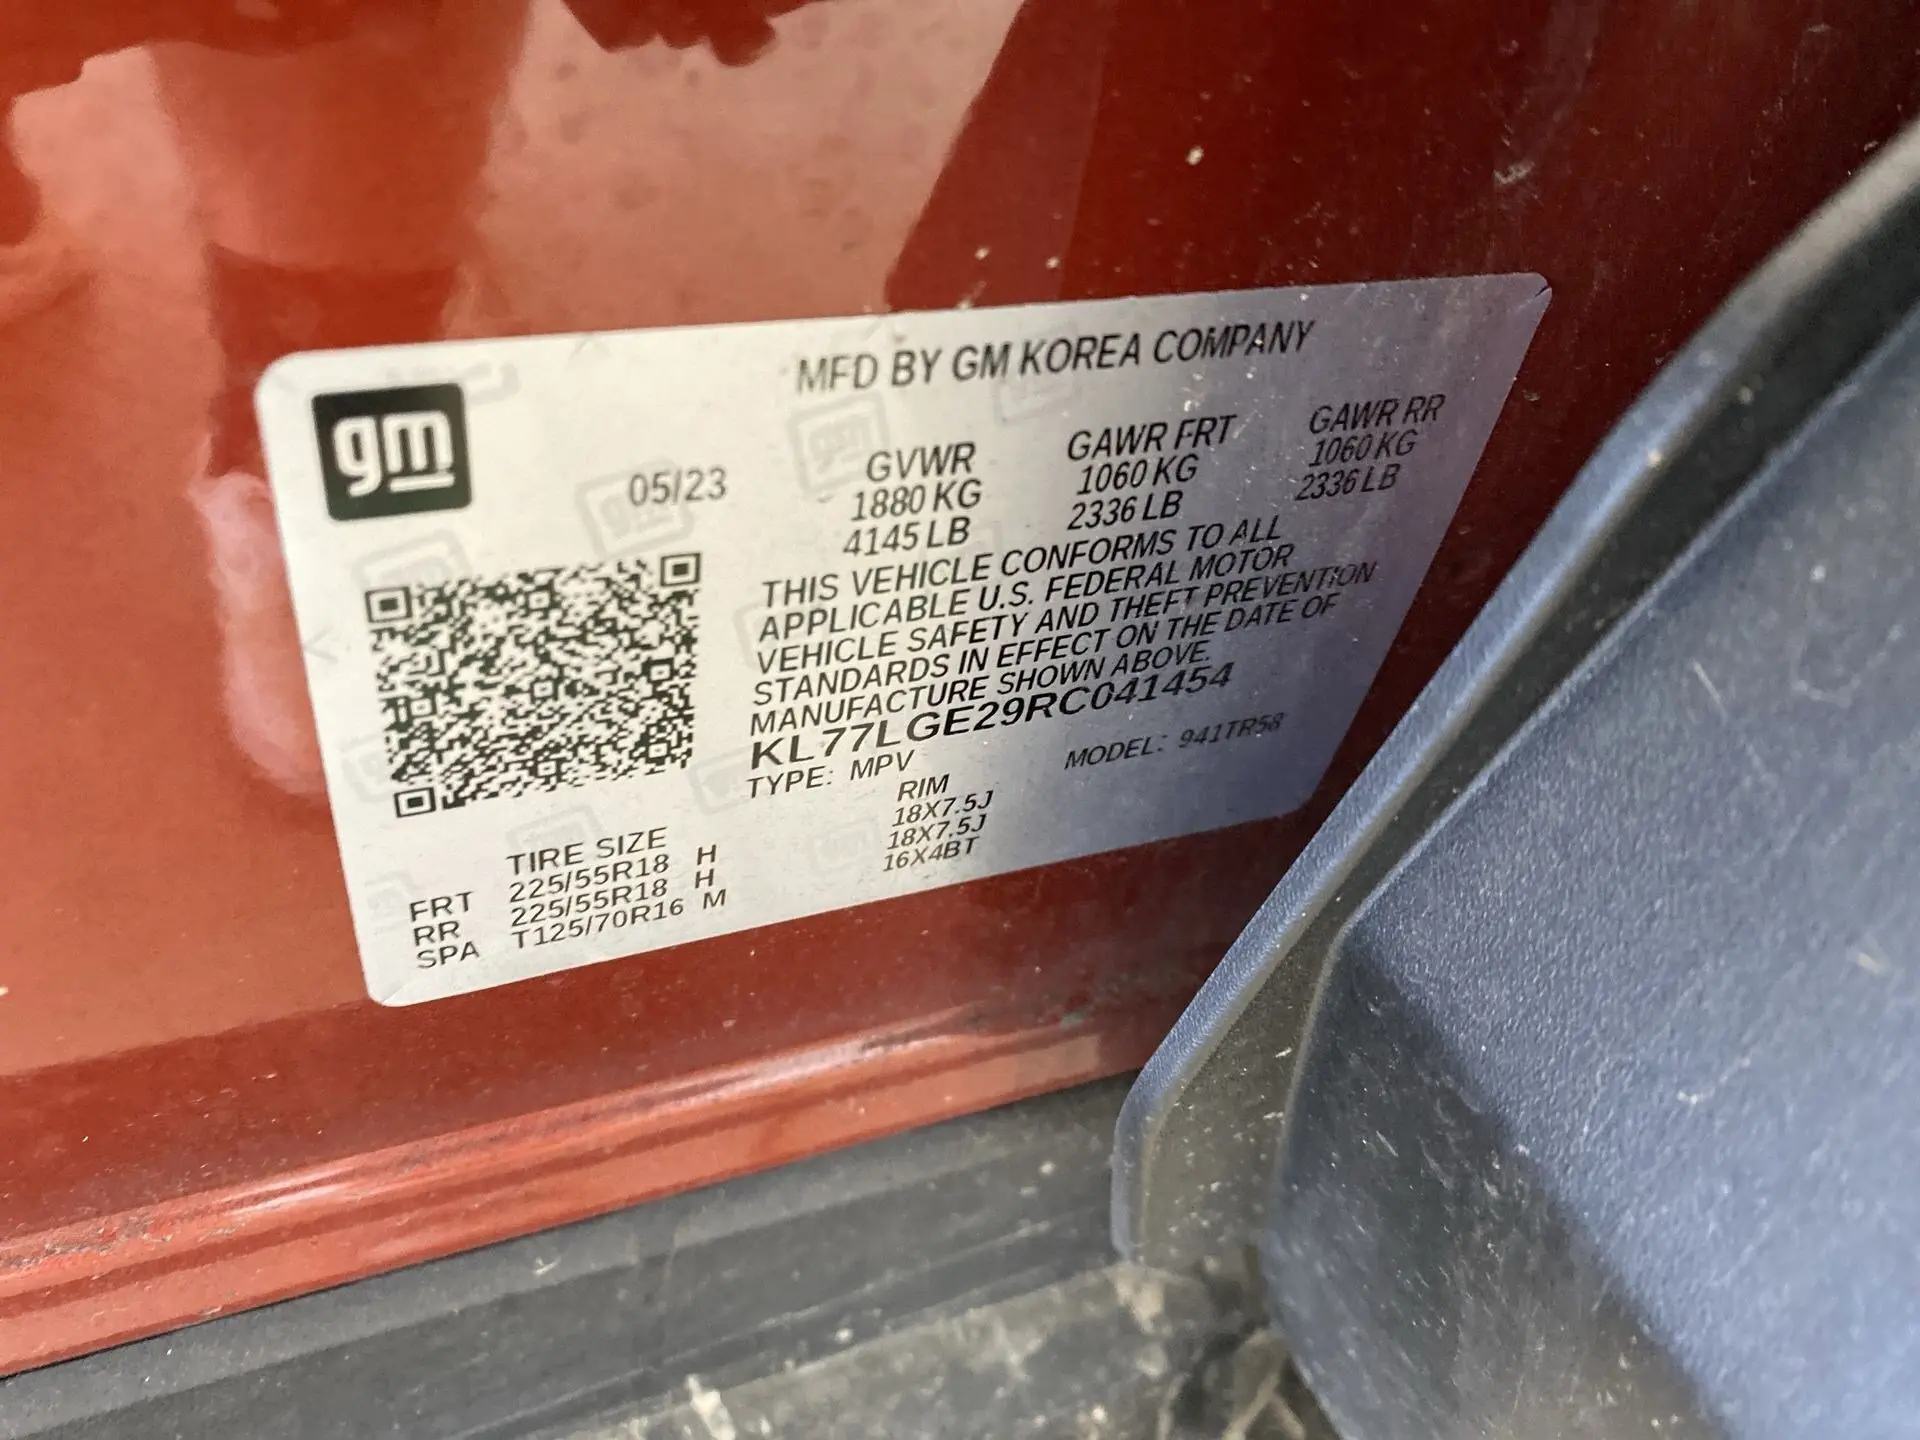 MFD BY GM KOREA COMPANY
gm
05/23
GVWR GAWR FRT GAWR RR
1880 KG 1060 KG 1060 KG
4145 LB 2336 LB 2336 LB
THIS VEHICLE CONFORMS TO ALL
APPLICABLE U.S. FEDERAL MOTOR
VEHICLE SAFETY AND THEFT PREVENTION
STANDARDS IN EFFECT ON THE DATE OF
MANUFACTURE SHOWN ABOVE.
KL77LGE29RC041454
TYPE: MPV MODEL: 941TR58
TIRE SIZE RIM
FRT 225/55R18 H 18X7.5J
RR 225/55R18 H 18X7.5J
SPA T125/70R16 M 16X4BT